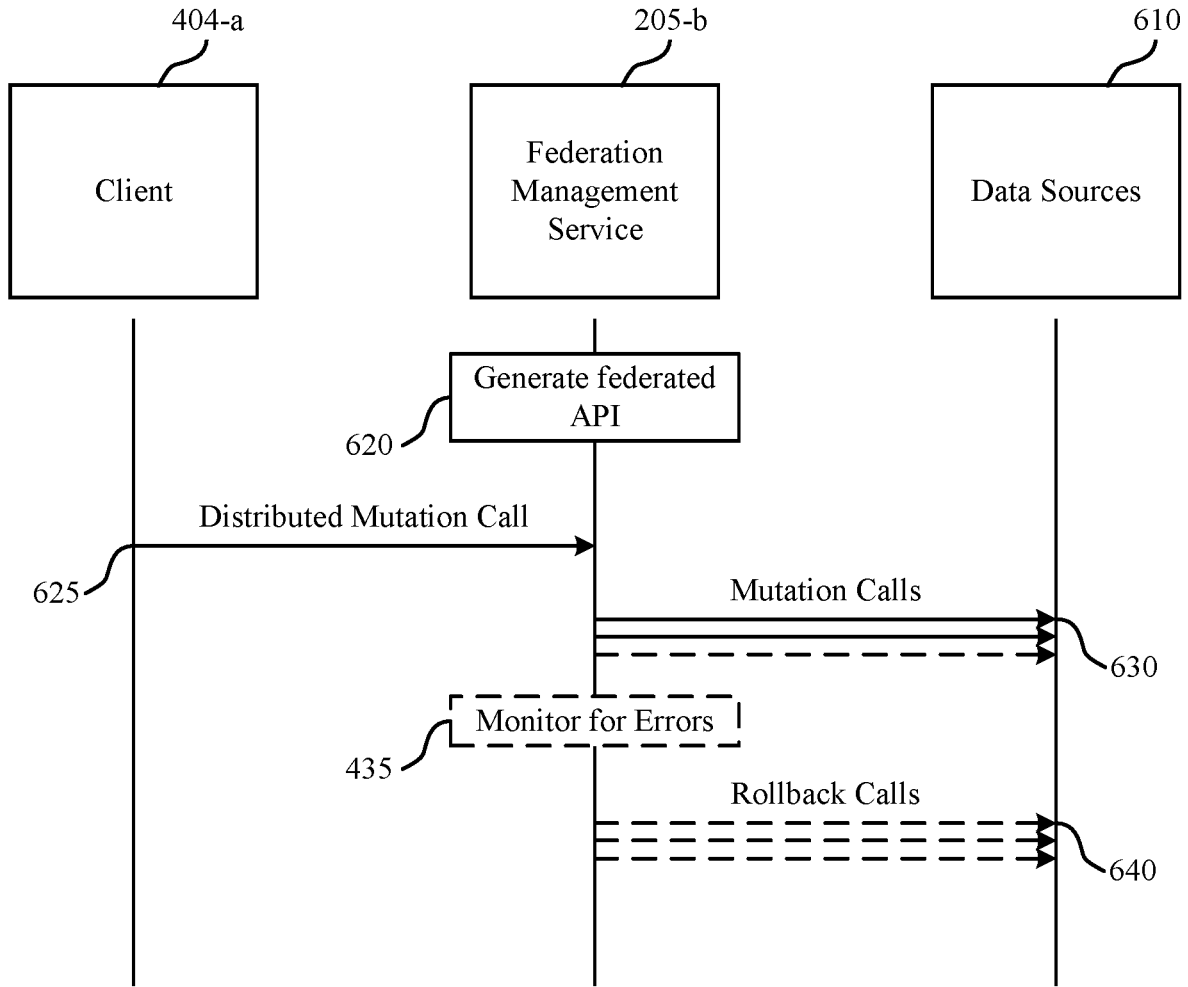 404-a
205-b
610
Client
Federation
Management
Service
Data Sources
Generate federated
API
620
Distributed Mutation Call
625
Mutation Calls
630
Monitor for Errors
435
Rollback Calls
640